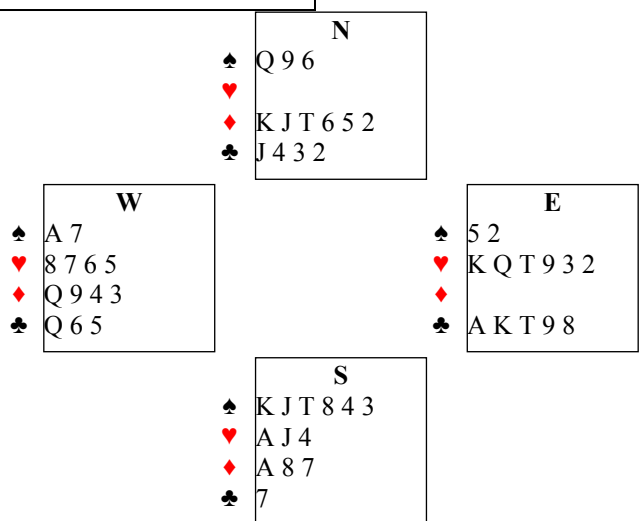 N
♠ Q 9 6
♥
♦ K J T 6 5 2
♣ J 4 3 2
W
♠ A 7
♥ 8 7 6 5
♦ Q 9 4 3
♣ Q 6 5
E
♠ 5 2
♥ K Q T 9 3 2
♦
♣ A K T 9 8
S
♠ K J T 8 4 3
♥ A J 4
♦ A 8 7
♣ 7